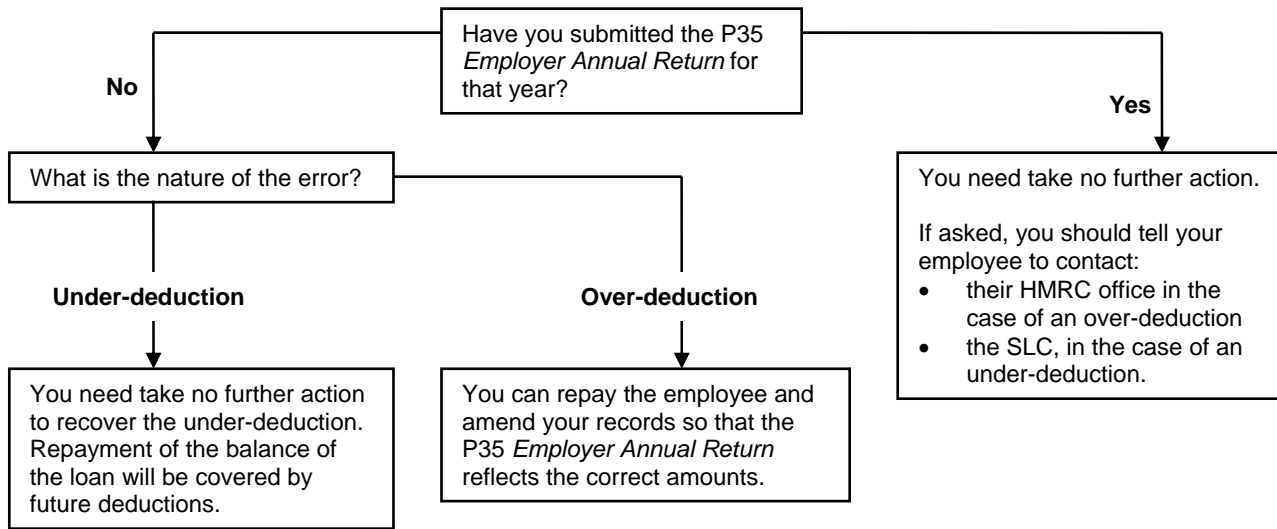 Have you submitted the P35
Employer Annual Return for
that year?
No
Yes
What is the nature of the error?
You need take no further action.
If asked, you should tell your
employee to contact:
• their HMRC office in the
case of an over-deduction
• the SLC, in the case of an
under-deduction.
Under-deduction
Over-deduction
You need take no further action
to recover the under-deduction.
Repayment of the balance of
the loan will be covered by
future deductions.
You can repay the employee and
amend your records so that the
P35 Employer Annual Return
reflects the correct amounts.